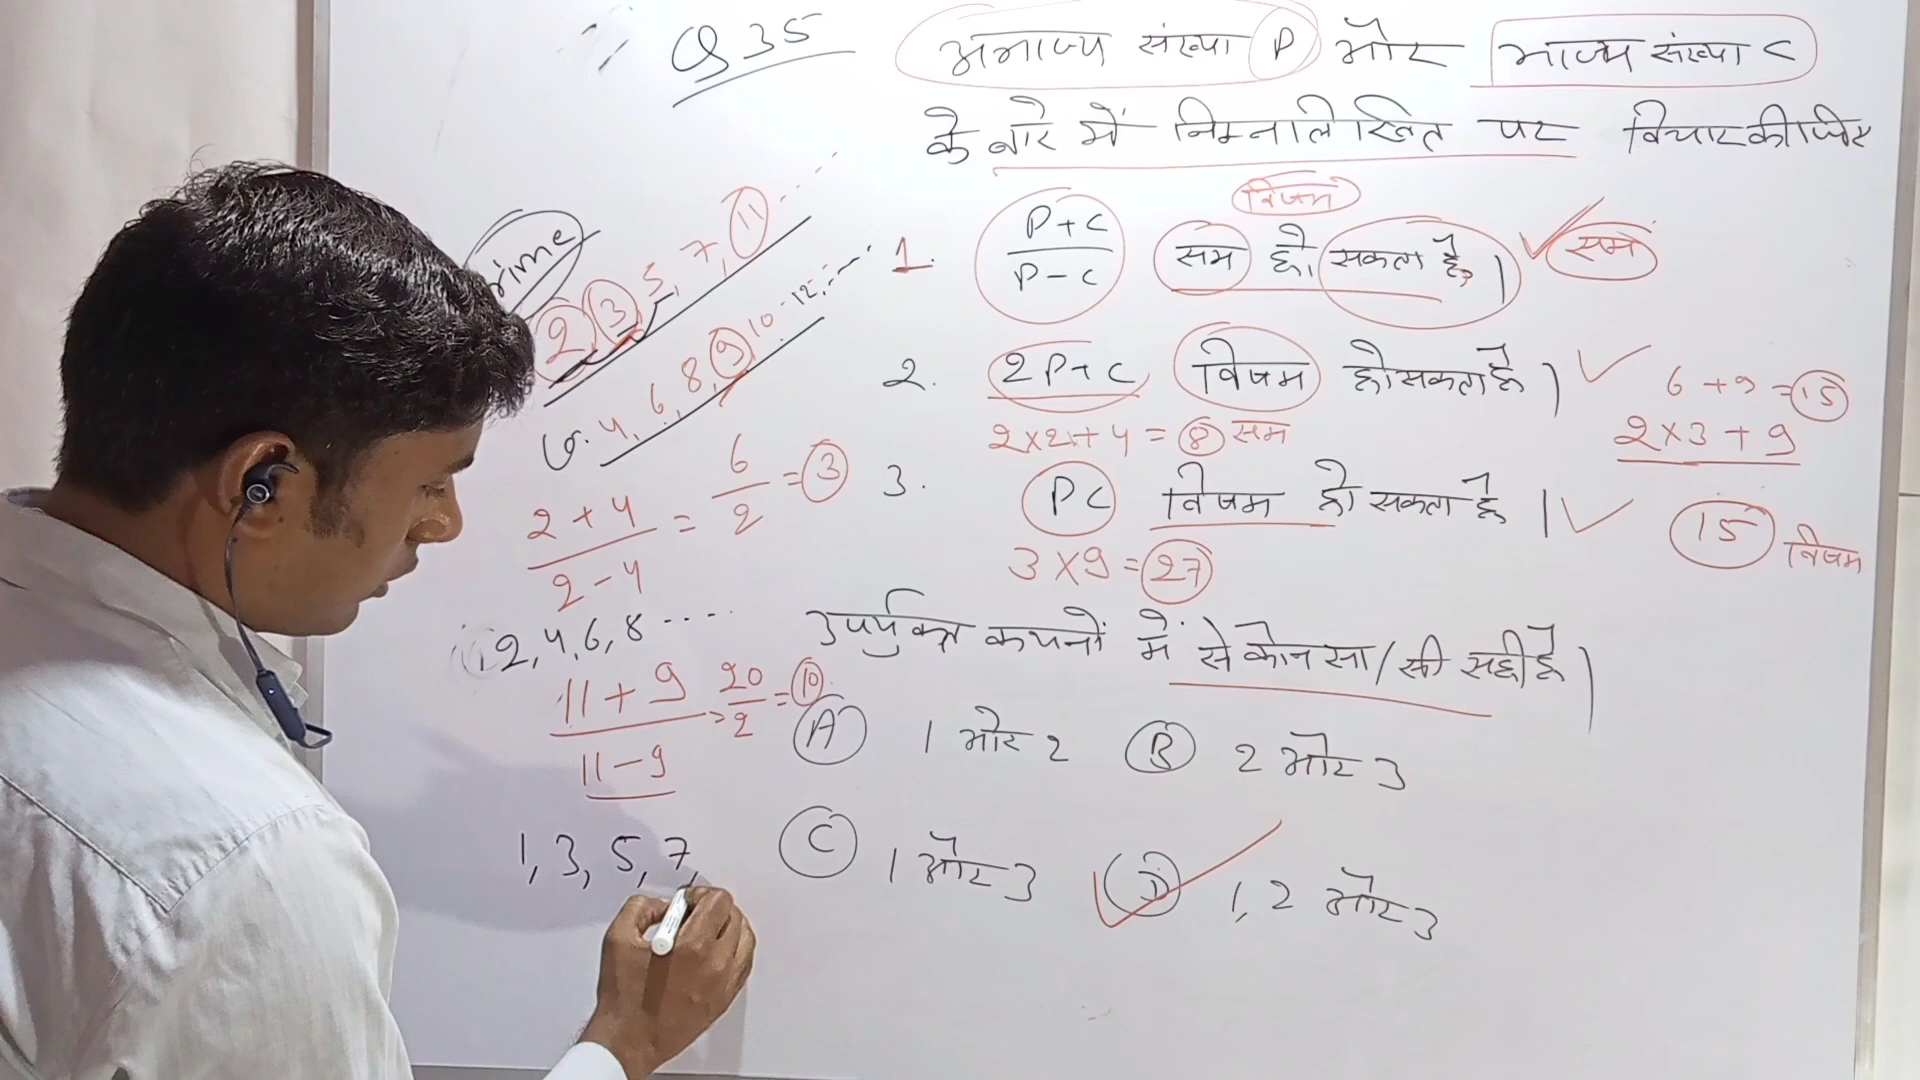 Q 35
अभाज्य संख्या P और भाज्य संख्या C
के बारे में निम्नलिखित पर विचार कीजिए
विषम
1. P+C / P-C सम हो सकता है। सम
2. 2P+C विषम हो सकता है।
2×2+4 = 8 सम
6 + 9 = 15
2×3+9
3. PC विषम हो सकता है।
3×9 = 27
15 विषम
उपर्युक्त कथनों में से कौन सा/सी सही है।
A 1 और 2 B 2 और 3
C 1 और 3 D 1, 2 और 3
2, 3, 5, 7, 11 ---
4, 6, 8, 9, 10, 12, ---
2+4 / 2-4 = 6 / 2 = 3
2, 4, 6, 8 ----
11+9 / 11-9 = 20 / 2 = 10
1, 3, 5, 7,